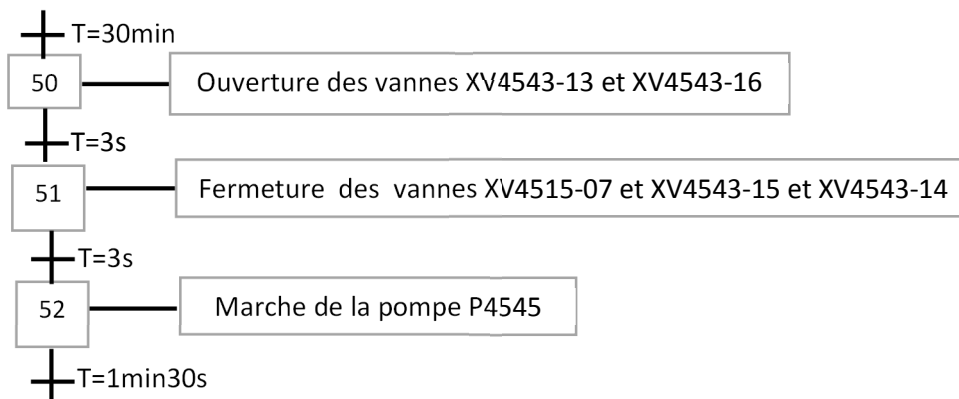 T=30min
50
Ouverture des vannes XV4543-13 et XV4543-16
T=3s
51
Fermeture des vannes XV4515-07 et XV4543-15 et XV4543-14
T=3s
52
Marche de la pompe P4545
T=1min30s